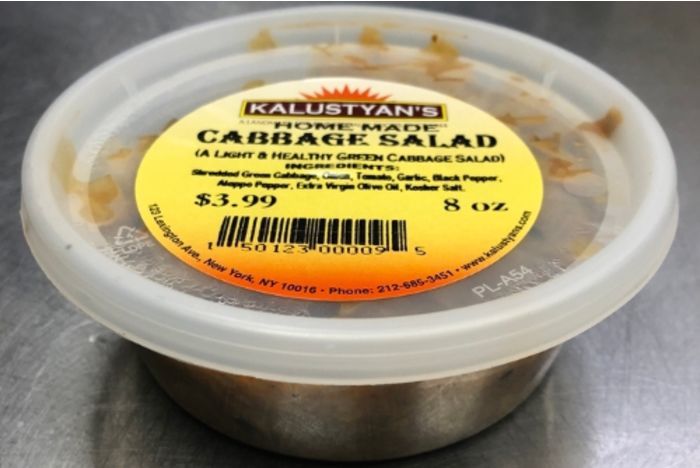 KALUSTYAN'S
A LANDMARK
HOME MADE
CABBAGE SALAD
(A LIGHT & HEALTHY GREEN CABBAGE SALAD)
INGREDIENTS:
Shredded Green Cabbage, Onion, Tomato, Garlic, Black Pepper,
Aleppo Pepper, Extra Virgin Olive Oil, Kosher Salt.
$3.99 8 oz
1 50123 00009 5
123 Lexington Ave., New York, NY 10016 • Phone: 212-685-3451 • www.kalustyans.com
PL-A54